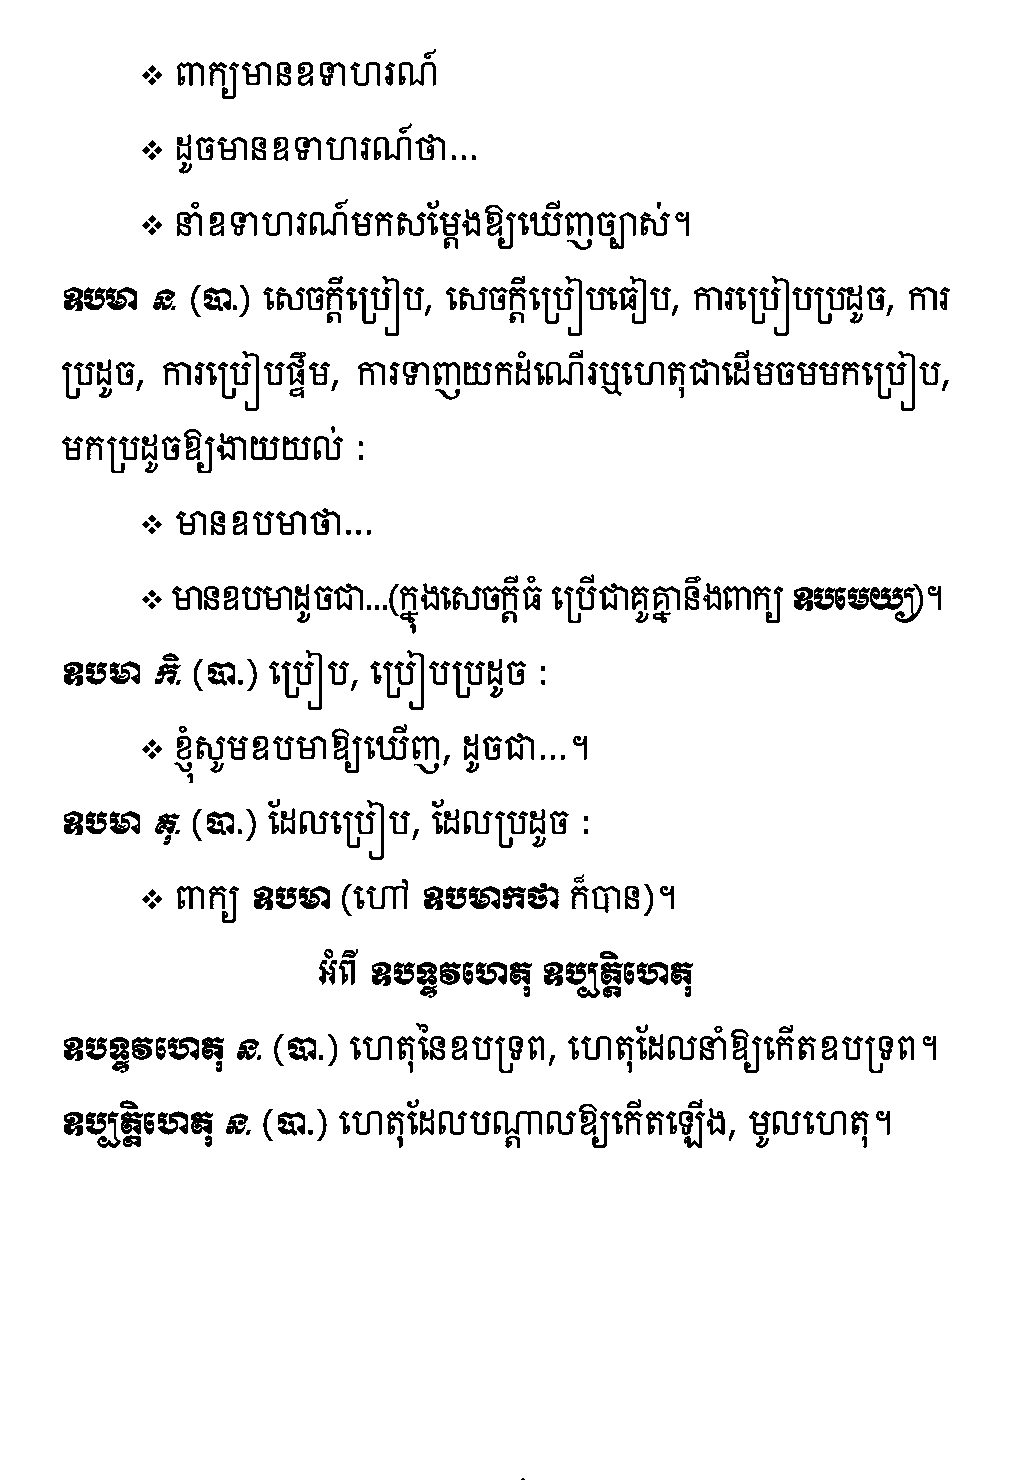 ❖ ពាក្យមានឧទាហរណ៍
❖ ដូចមានឧទាហរណ៍ថា...
❖ នាំឧទាហរណ៍មកសម្ដែងឱ្យឃើញច្បាស់។
ឧបមា ន. (បា.) សេចក្ដីប្រៀប, សេចក្ដីប្រៀបធៀប, ការប្រៀបប្រដូច, ការ
ប្រដូច, ការប្រៀបផ្ទឹម, ការទាញយកដំណើរឬហេតុជាដើមចមមកប្រៀប,
មកប្រដូចឱ្យងាយយល់ :
❖ មានឧបមាថា...
❖ មានឧបមាដូចជា...(ក្នុងសេចក្ដីធំ ប្រើជាគូគ្នានឹងពាក្យ ឧបមេយ្យ)។
ឧបមា កិ. (បា.) ប្រៀប, ប្រៀបប្រដូច :
❖ ខ្ញុំសូមឧបមាឱ្យឃើញ, ដូចជា...។
ឧបមា គុ. (បា.) ដែលប្រៀប, ដែលប្រដូច :
❖ ពាក្យ ឧបមា (ហៅ ឧបមាកថា ក៏បាន)។
អំពី ឧបទ្ទវហេតុ ឧប្បត្តិហេតុ
ឧបទ្ទវហេតុ ន. (បា.) ហេតុនៃឧបទ្រព, ហេតុដែលនាំឱ្យកើតឧបទ្រព។
ឧប្បត្តិហេតុ ន. (បា.) ហេតុដែលបណ្ដាលឱ្យកើតឡើង, មូលហេតុ។